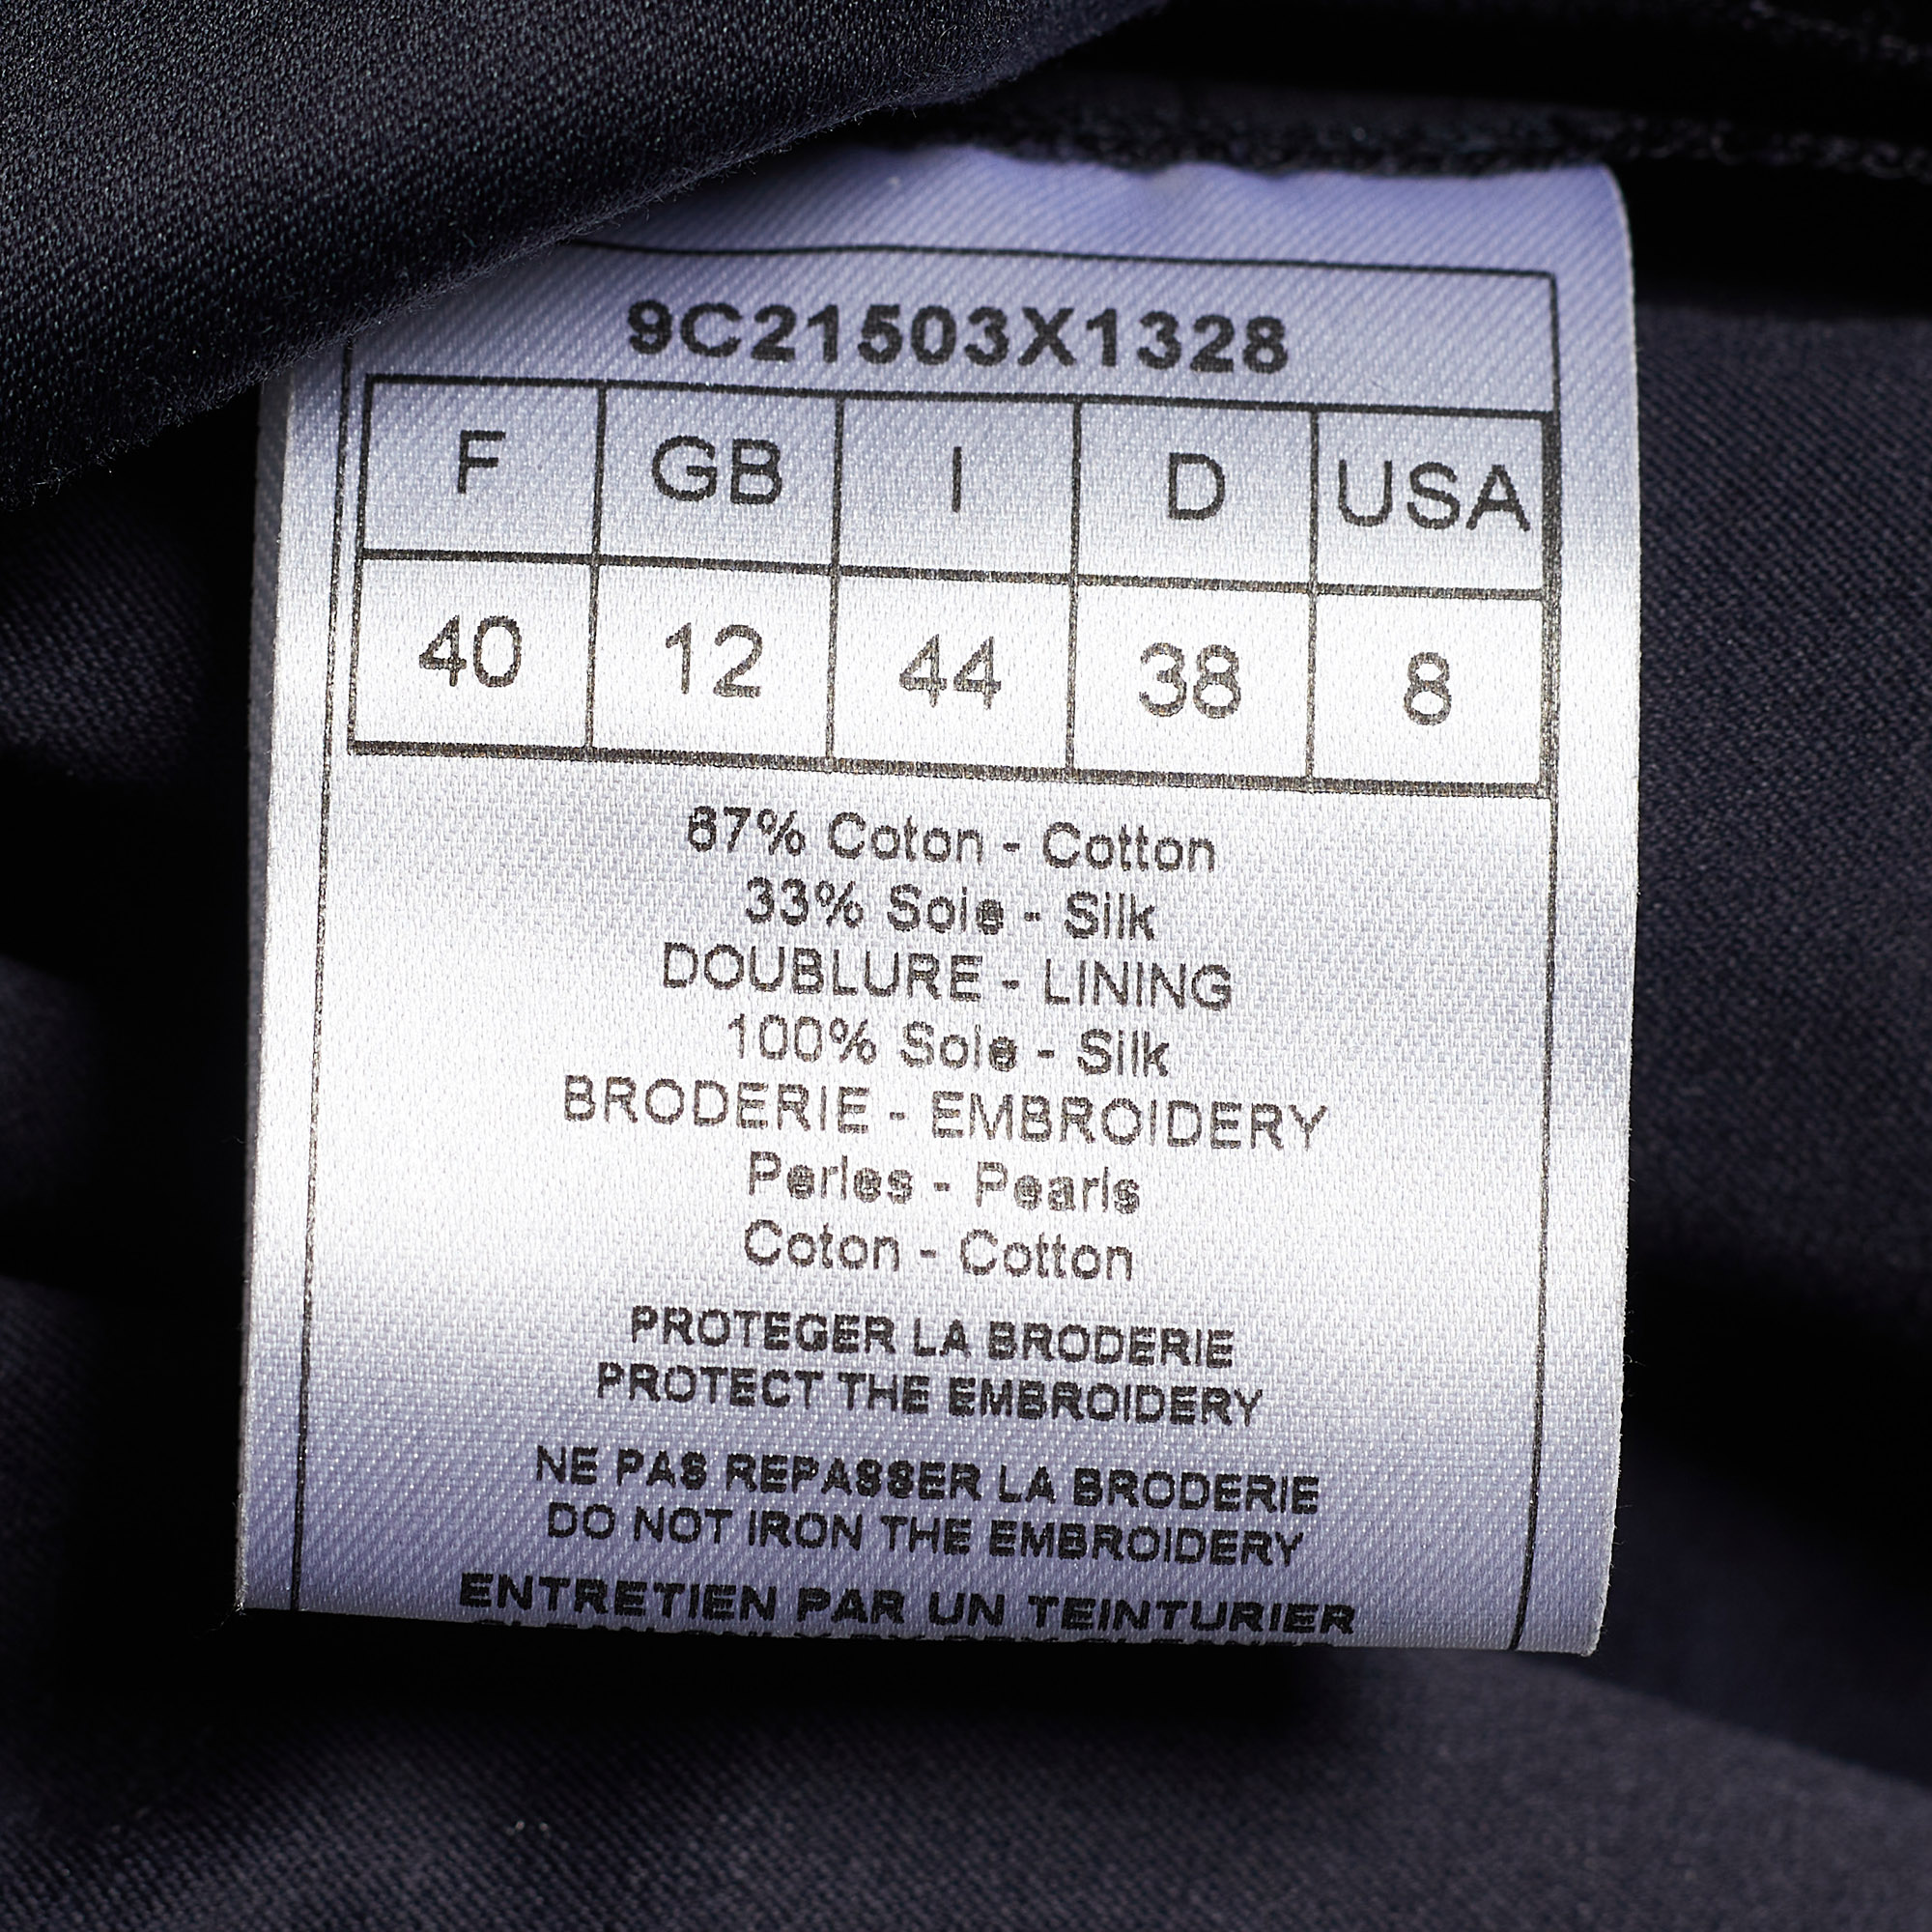 9C21503X1328
F GB I D USA
40 12 44 38 8
67% Coton - Cotton
33% Soie - Silk
DOUBLURE - LINING
100% Soie - Silk
BRODERIE - EMBROIDERY
Perles - Pearls
Coton - Cotton
PROTEGER LA BRODERIE
PROTECT THE EMBROIDERY
NE PAS REPASSER LA BRODERIE
DO NOT IRON THE EMBROIDERY
ENTRETIEN PAR UN TEINTURIER